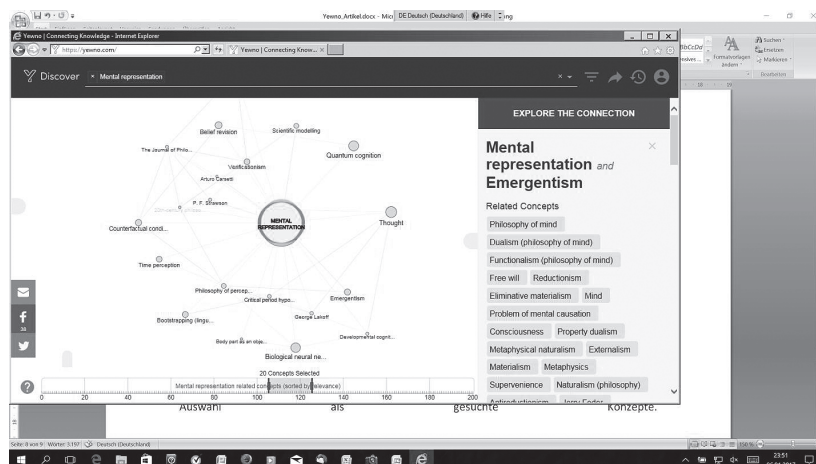 Yewno_Artikel.docx - Micr
DE Deutsch (Deutschland)
Hilfe
Yewno | Connecting Knowledge - Internet Explorer
https://yewno.com/
Yewno | Connecting Know...
Suchen
Ersetzen
Markieren
Formatvorlagen ändern
Bearbeiten
Discover
× Mental representation
Belief revision
Scientific modelling
The Journal of Philo...
Quantum cognition
Verificationism
Arturo Carsetti
P. F. Strawson
MENTAL
REPRESENTATION
Thought
Counterfactual condi...
Time perception
Philosophy of percep...
Critical period hypo...
Emergentism
Bootstrapping (lingu...
George Lakoff
Body part as an obje...
Developmental cognit...
Biological neural ne...
20 Concepts Selected
Mental representation related concepts (sorted by relevance)
0 20 40 60 80 100 120 140 160 180 200
EXPLORE THE CONNECTION
Mental
representation and
Emergentism
Related Concepts
Philosophy of mind
Dualism (philosophy of mind)
Functionalism (philosophy of mind)
Free will Reductionism
Eliminative materialism Mind
Problem of mental causation
Consciousness Property dualism
Metaphysical naturalism Externalism
Materialism Metaphysics
Supervenience Naturalism (philosophy)
Antireductionism Jerry Fodor
38
Auswahl als gesuchte Konzepte.
Seite: 8 von 9 Wörter: 3.197 Deutsch (Deutschland)
150 %
23:51